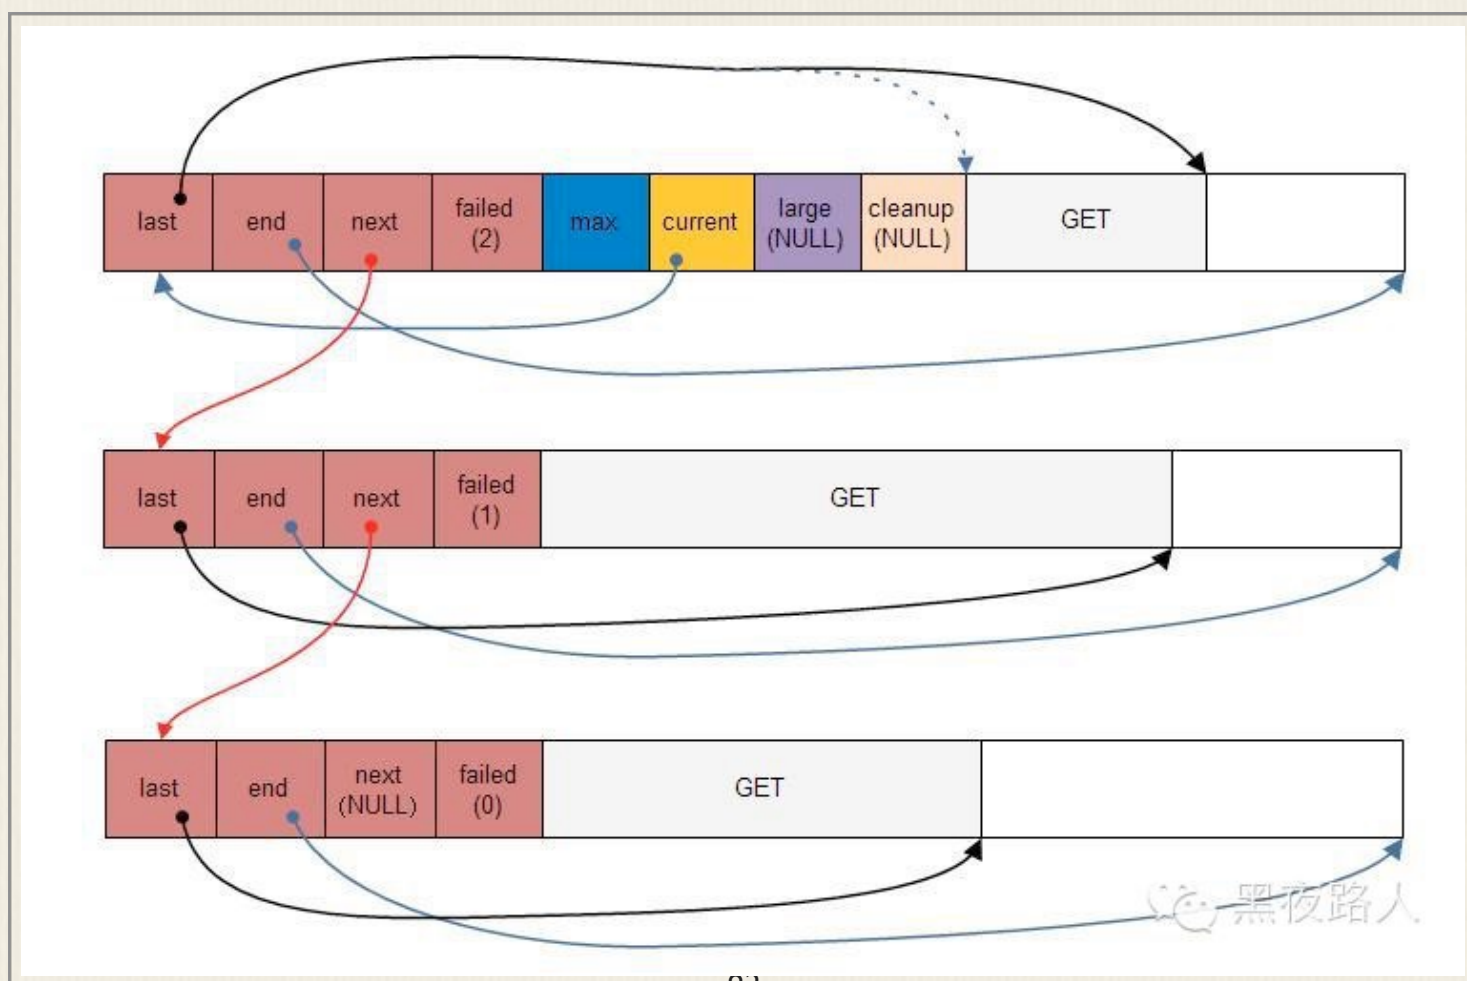 last end next failed (2) max current large (NULL) cleanup (NULL) GET
last end next failed (1) GET
last end next (NULL) failed (0) GET
黑夜路人